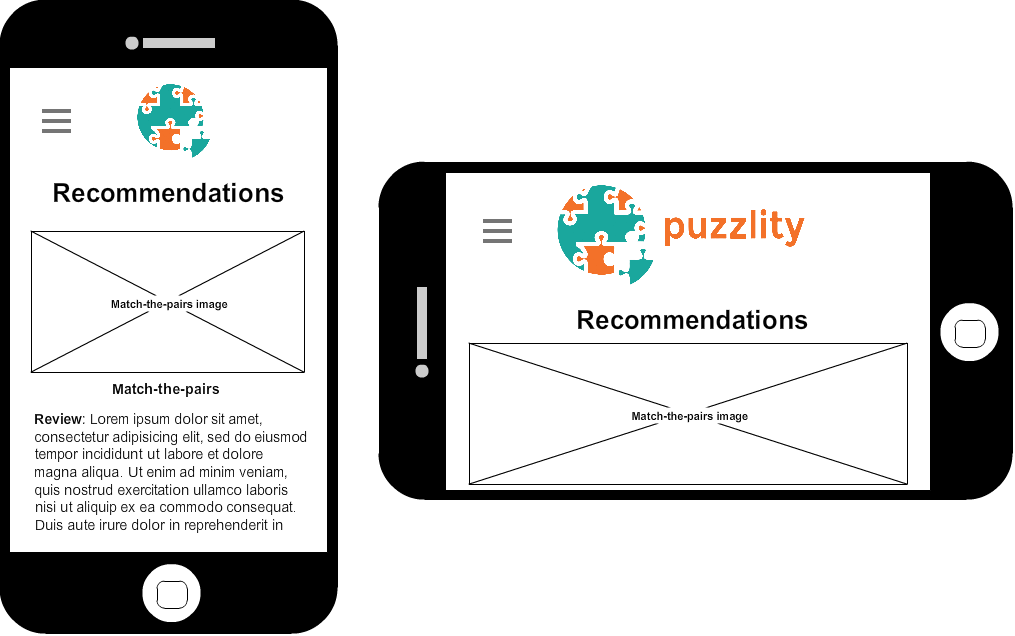 Recommendations
Match-the-pairs image
Match-the-pairs
Review: Lorem ipsum dolor sit amet,
consectetur adipisicing elit, sed do eiusmod
tempor incididunt ut labore et dolore
magna aliqua. Ut enim ad minim veniam,
quis nostrud exercitation ullamco laboris
nisi ut aliquip ex ea commodo consequat.
Duis aute irure dolor in reprehenderit in
puzzlity
Recommendations
Match-the-pairs image